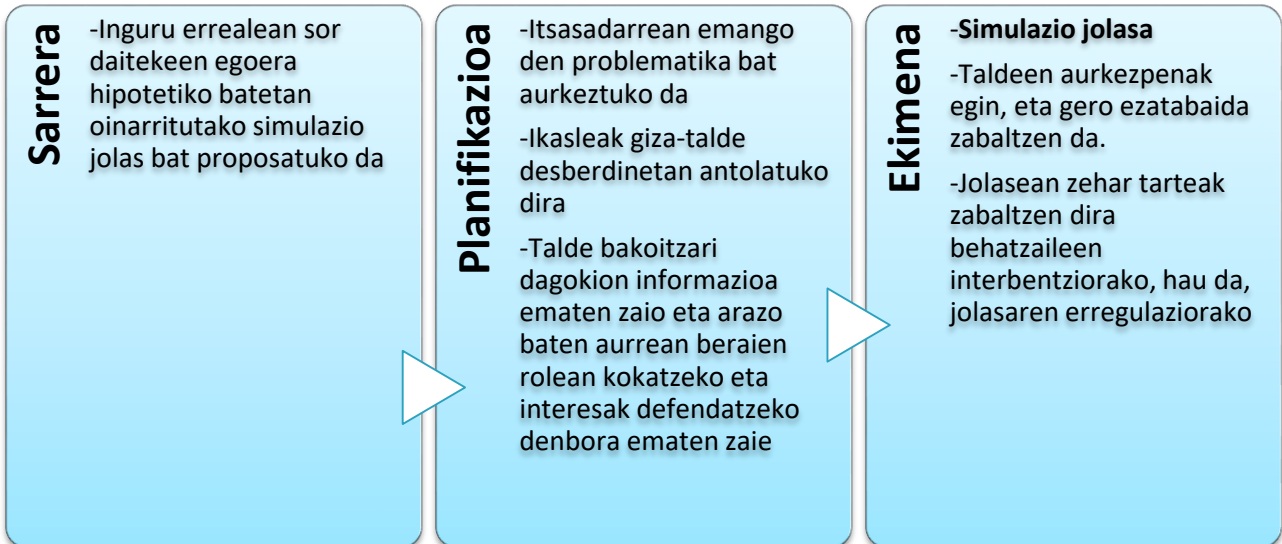 Sarrera
-Inguru errealean sor
daitekeen egoera
hipotetiko batetan
oinarritutako simulazio
jolas bat proposatuko da
Planifikazioa
-Itsasadarrean emango
den problematika bat
aurkeztuko da
-Ikasleak giza-talde
desberdinetan antolatuko
dira
-Talde bakoitzari
dagokion informazioa
ematen zaio eta arazo
baten aurrean beraien
rolean kokatzeko eta
interesak defendatzeko
denbora ematen zaie
Ekimena
-Simulazio jolasa
-Taldeen aurkezpenak
egin, eta gero ezatabaida
zabaltzen da.
-Jolasean zehar tarteak
zabaltzen dira
behatzaileen
interbentziorako, hau da,
jolasaren erregulaziorako